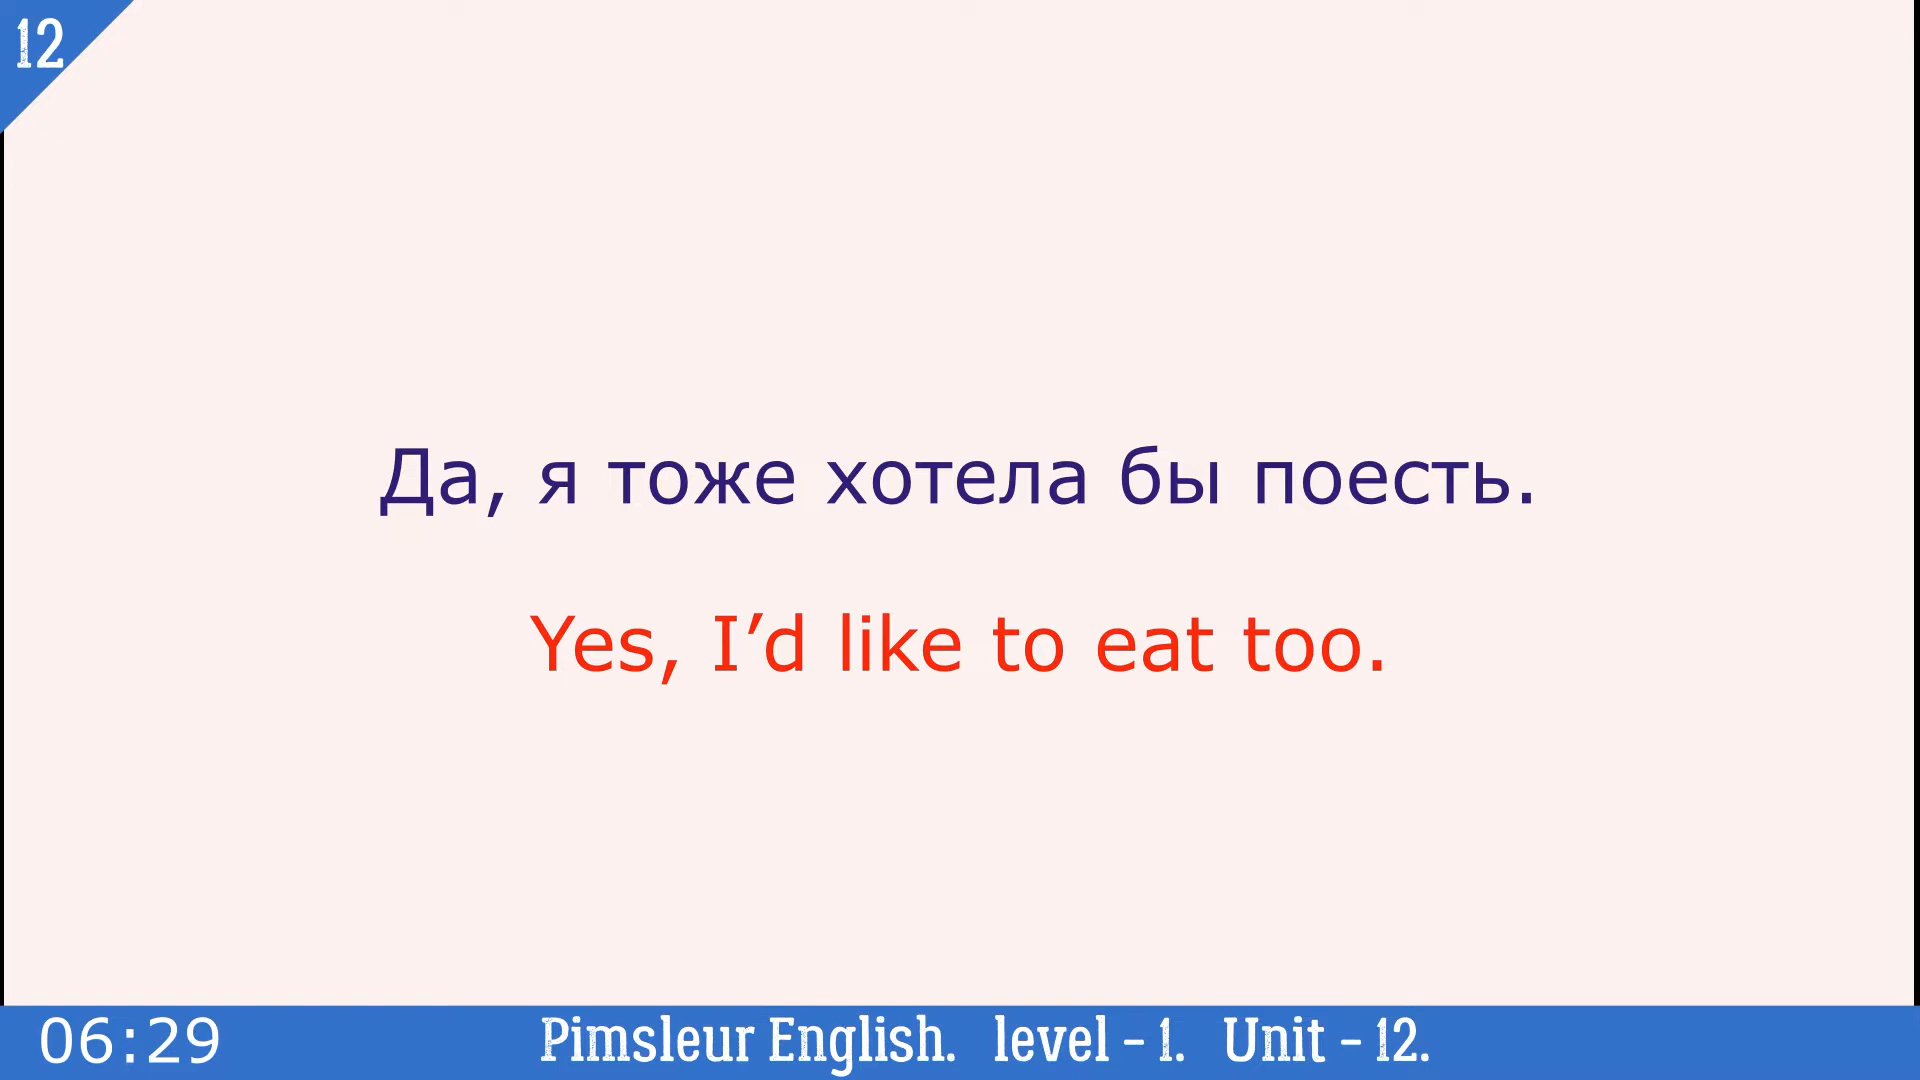 12
Да, я тоже хотела бы поесть.
Yes, I’d like to eat too.
06:29 Pimsleur English. level – 1. Unit – 12.